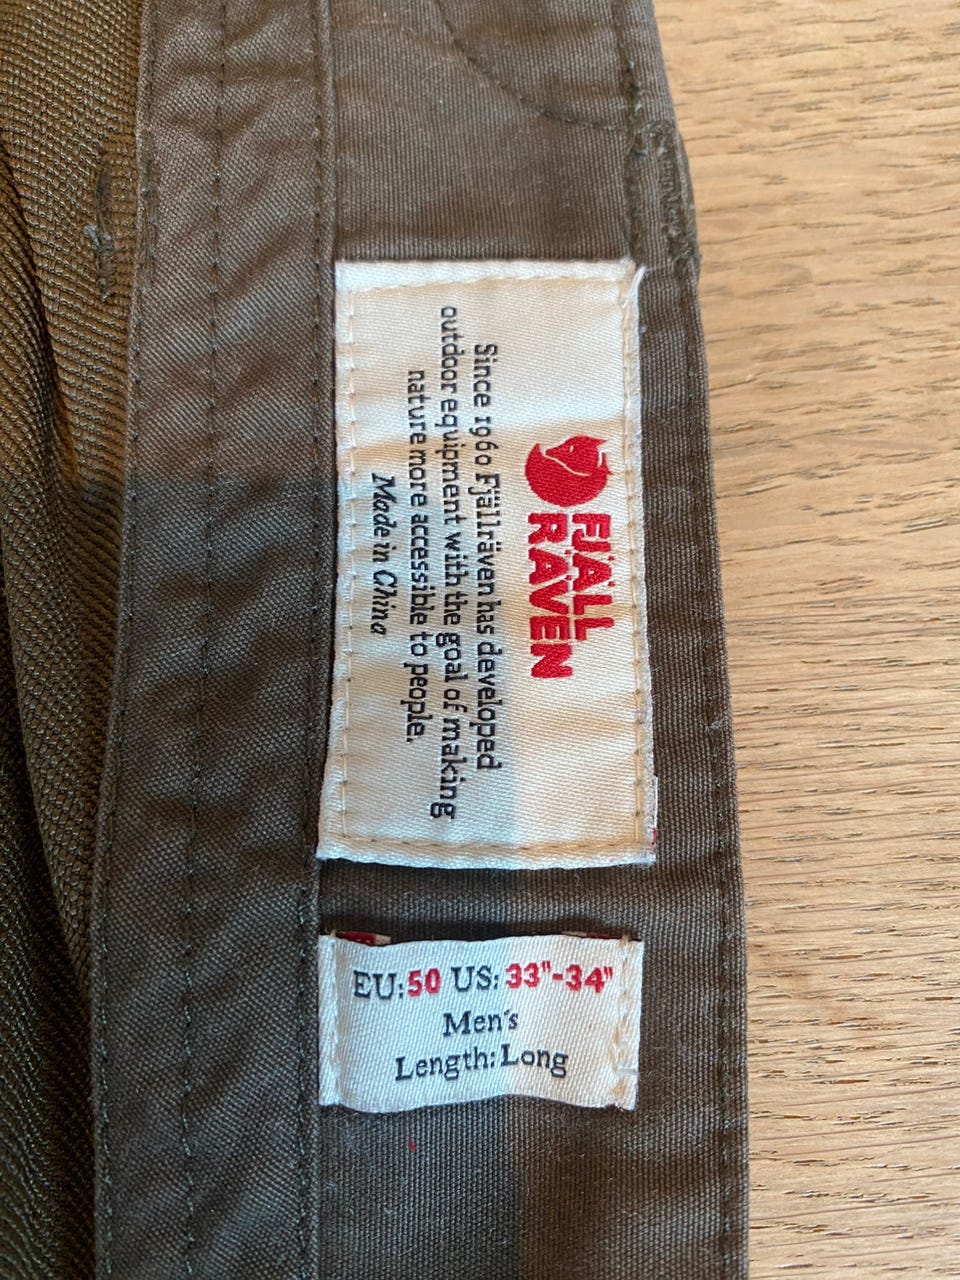 FJÄLL
RÄVEN
Since 1960 Fjällräven has developed
outdoor equipment with the goal of making
nature more accessible to people.
Made in China
EU:50 US:33"-34"
Men's
Length:Long